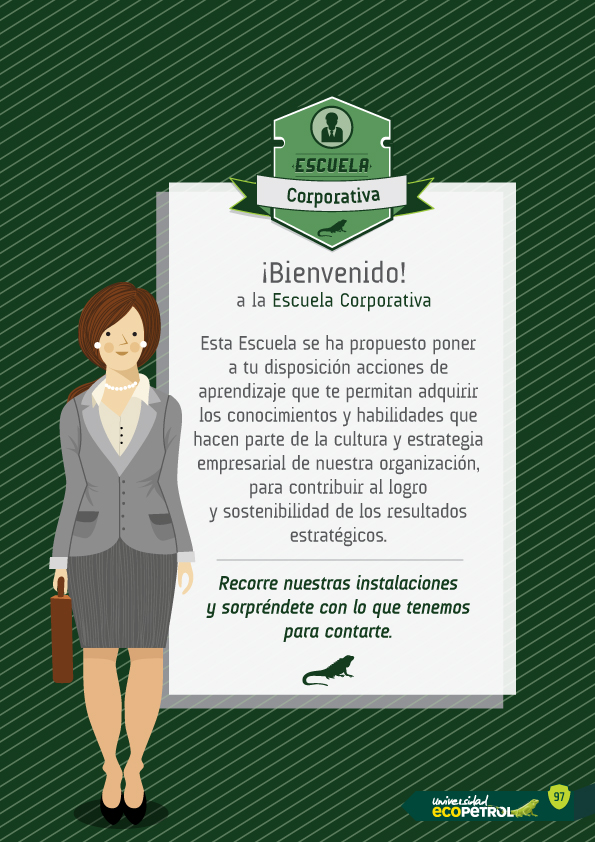 ESCUELA
Corporativa
¡Bienvenido!
a la Escuela Corporativa
Esta Escuela se ha propuesto poner
a tu disposición acciones de
aprendizaje que te permitan adquirir
los conocimientos y habilidades que
hacen parte de la cultura y estrategia
empresarial de nuestra organización,
para contribuir al logro
y sostenibilidad de los resultados
estratégicos.
Recorre nuestras instalaciones
y sorpréndete con lo que tenemos
para contarte.
Universidad
ecoPETROL
97